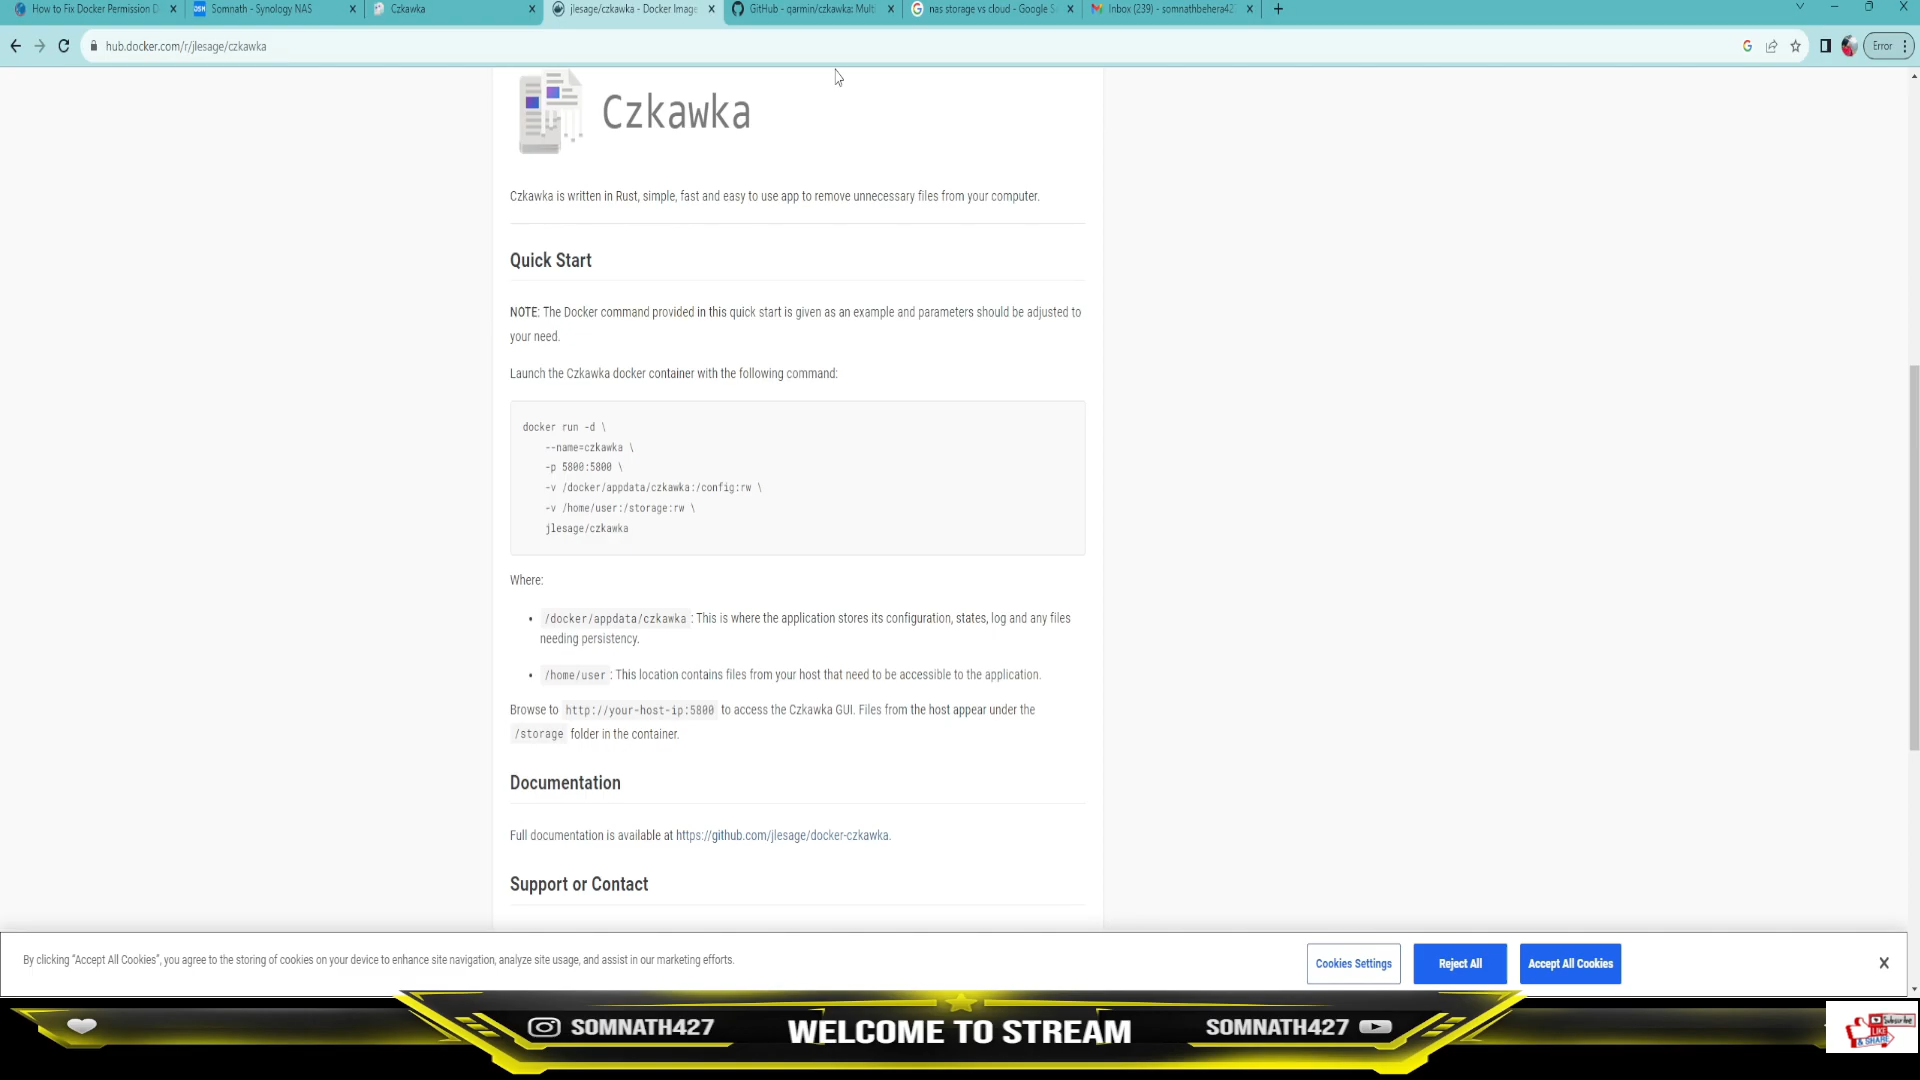 How to Fix Docker Permission D
Somnath - Synology NAS
Czkawka
jlesage/czkawka - Docker Image
GitHub - qarmin/czkawka: Multi
nas storage vs cloud - Google S
Inbox (239) - somnathbehera42
hub.docker.com/r/jlesage/czkawka
Error
Czkawka
Czkawka is written in Rust, simple, fast and easy to use app to remove unnecessary files from your computer.
Quick Start
NOTE: The Docker command provided in this quick start is given as an example and parameters should be adjusted to
your need.
Launch the Czkawka docker container with the following command:
docker run -d \
--name=czkawka \
-p 5800:5800 \
-v /docker/appdata/czkawka:/config:rw \
-v /home/user:/storage:rw \
jlesage/czkawka
Where:
• /docker/appdata/czkawka : This is where the application stores its configuration, states, log and any files
needing persistency.
• /home/user : This location contains files from your host that need to be accessible to the application.
Browse to http://your-host-ip:5800 to access the Czkawka GUI. Files from the host appear under the
/storage folder in the container.
Documentation
Full documentation is available at https://github.com/jlesage/docker-czkawka.
Support or Contact
By clicking “Accept All Cookies”, you agree to the storing of cookies on your device to enhance site navigation, analyze site usage, and assist in our marketing efforts.
Cookies Settings
Reject All
Accept All Cookies
SOMNATH427
WELCOME TO STREAM
SOMNATH427
Subscribe
LIKE
& SHARE